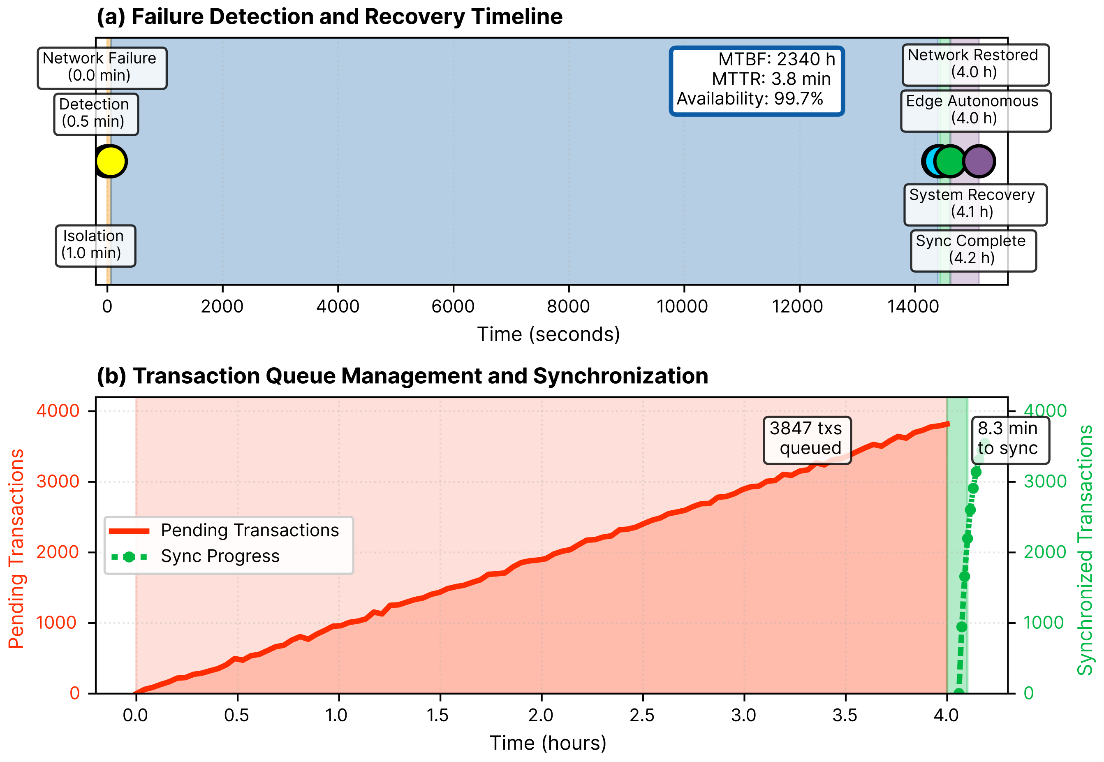 (a) Failure Detection and Recovery Timeline
Network Failure
(0.0 min)
Detection
(0.5 min)
Isolation
(1.0 min)
MTBF: 2340 h
MTTR: 3.8 min
Availability: 99.7%
Network Restored
(4.0 h)
Edge Autonomous
(4.0 h)
System Recovery
(4.1 h)
Sync Complete
(4.2 h)
0 2000 4000 6000 8000 10000 12000 14000
Time (seconds)
(b) Transaction Queue Management and Synchronization
Pending Transactions
4000
3000
2000
1000
0
3847 txs
queued
8.3 min
to sync
Pending Transactions
Sync Progress
4000
3000
2000
1000
0
Synchronized Transactions
0.0 0.5 1.0 1.5 2.0 2.5 3.0 3.5 4.0
Time (hours)